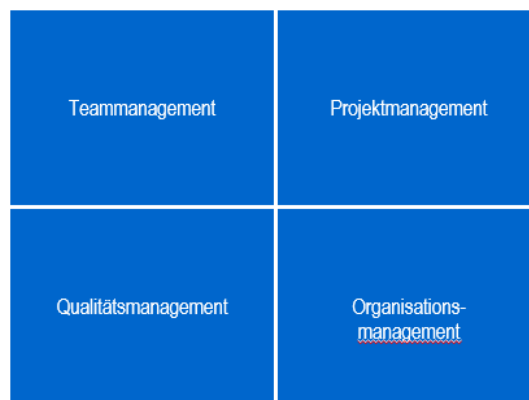 Teammanagement
Projektmanagement
Qualitätsmanagement
Organisations-
management